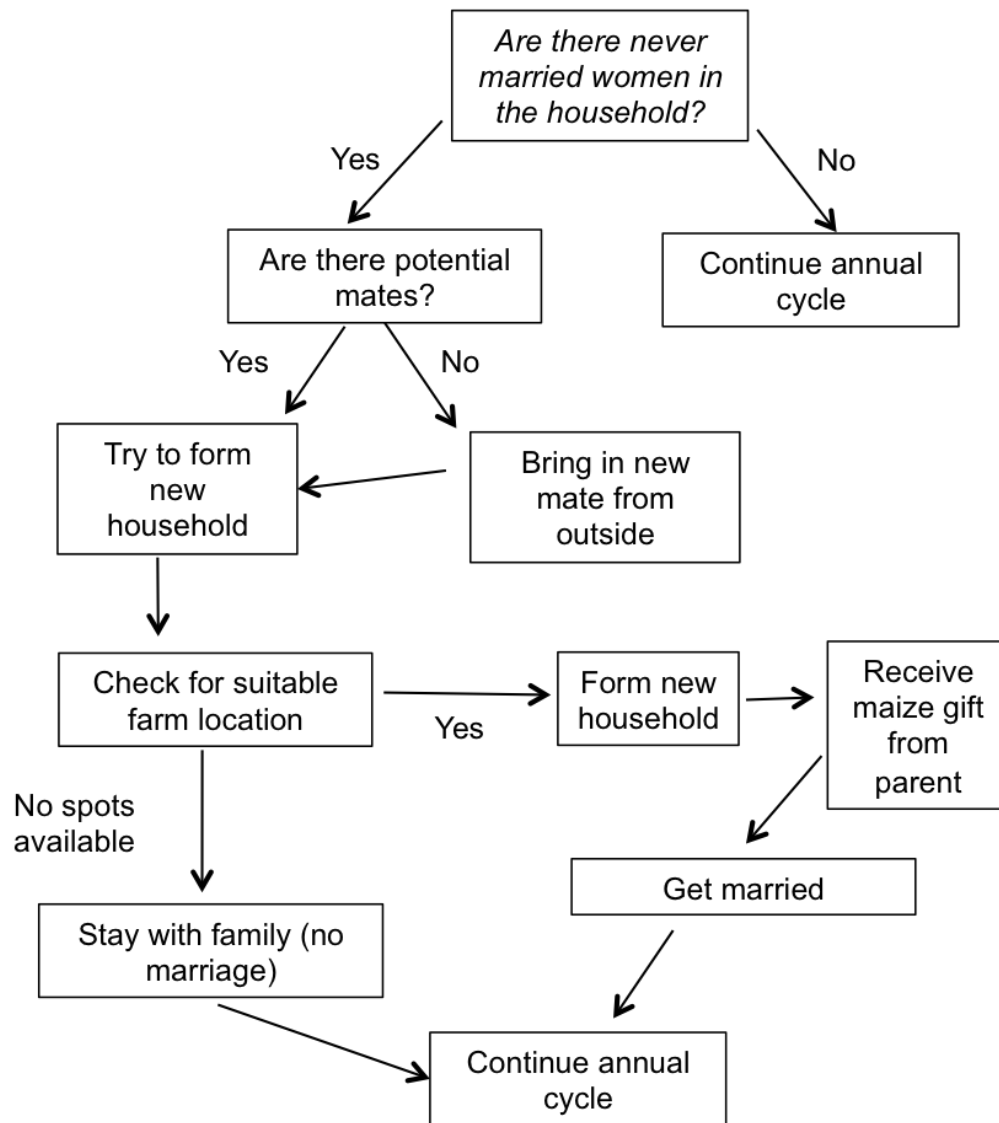 Are there never
married women in
the household?
Yes
No
Are there potential
mates?
Continue annual
cycle
Yes
No
Try to form
new
household
Bring in new
mate from
outside
Check for suitable
farm location
Yes
Form new
household
Receive
maize gift
from
parent
No spots
available
Get married
Stay with family (no
marriage)
Continue annual
cycle